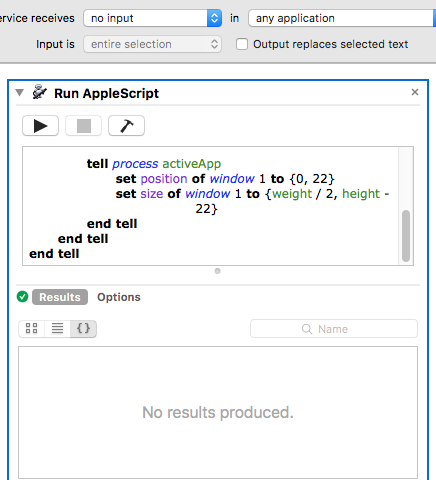 ervice receives no input in any application
Input is entire selection Output replaces selected text
Run AppleScript
tell process activeApp
set position of window 1 to {0, 22}
set size of window 1 to {weight / 2, height -
22}
end tell
end tell
end tell
Results Options
{} Name
No results produced.